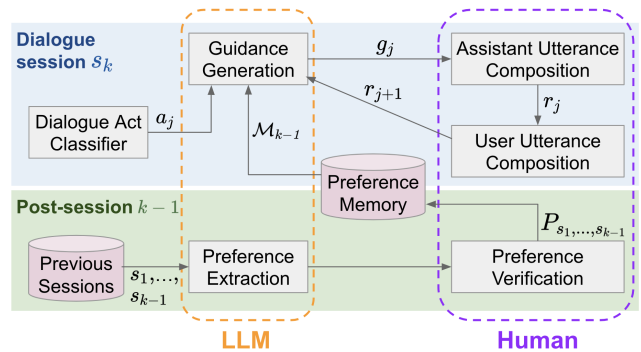 Dialogue
session s_k
Guidance
Generation
g_j
Assistant Utterance
Composition
r_j
r_{j+1}
Dialogue Act
Classifier
a_j
M_{k-1}
User Utterance
Composition
Preference
Memory
Post-session k-1
P_{s_1,...,s_{k-1}}
Previous
Sessions
s_1,...,
s_{k-1}
Preference
Extraction
Preference
Verification
LLM
Human